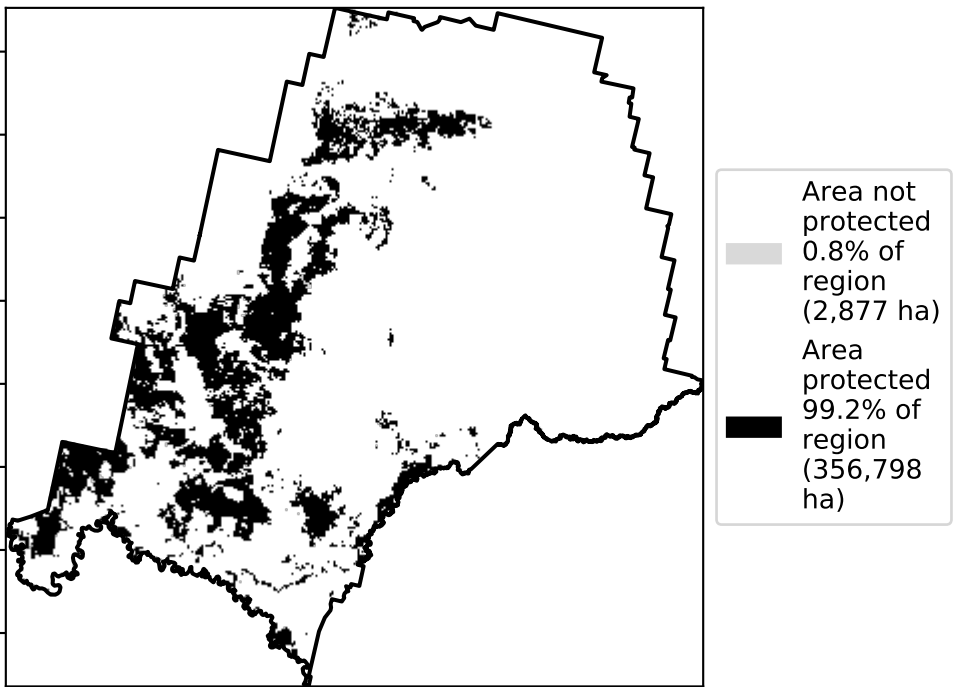 Area not
protected
0.8% of
region
(2,877 ha)
Area
protected
99.2% of
region
(356,798
ha)